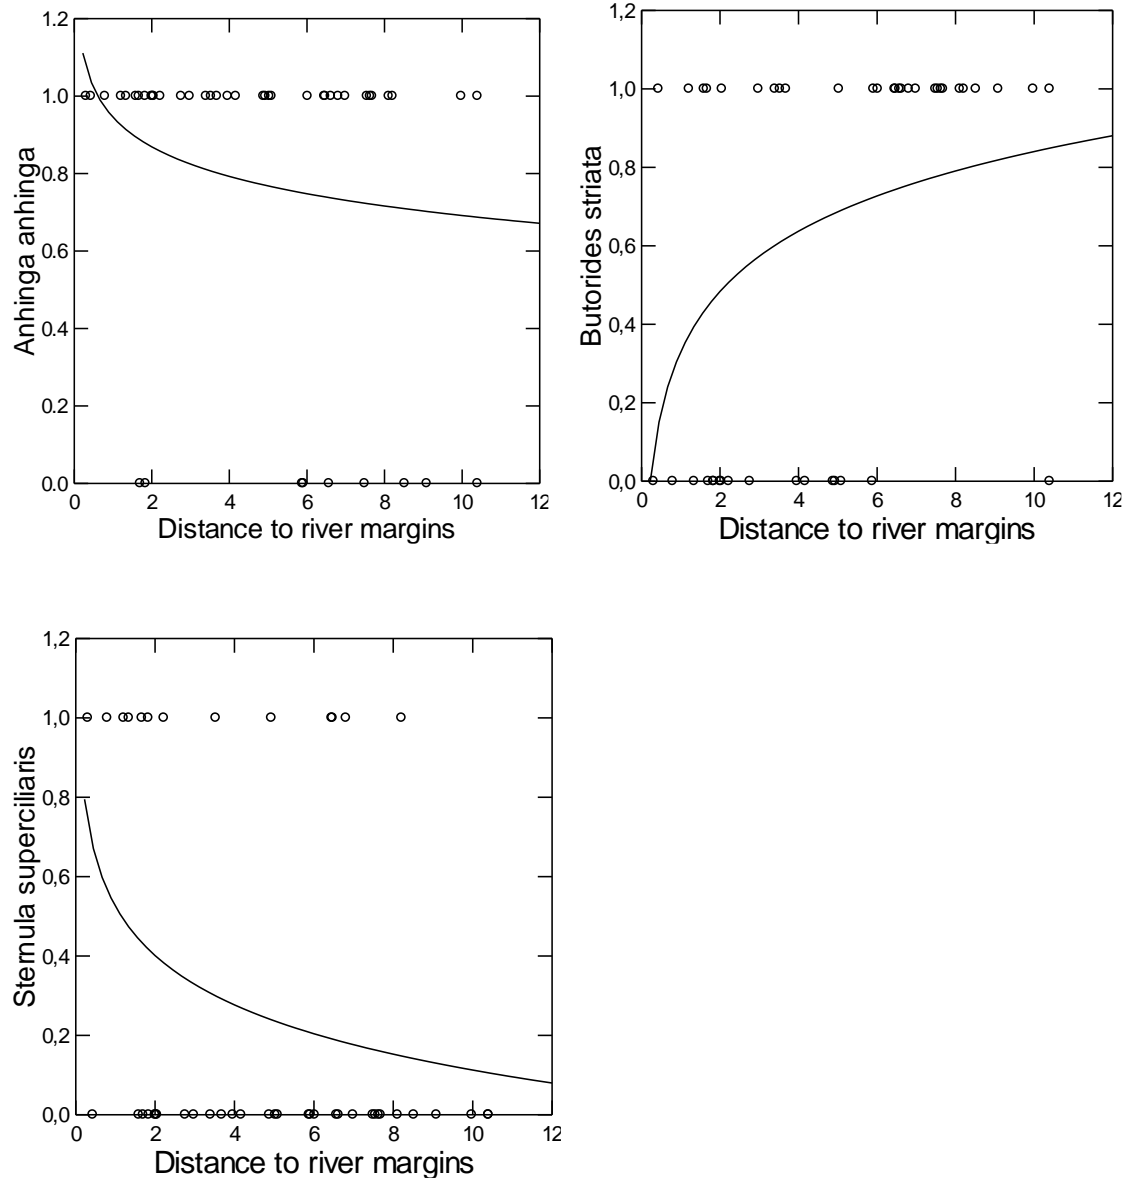 1.2
1.0
0.8
0.6
0.4
0.2
0.0
0 2 4 6 8 10 12
Anhinga anhinga
Distance to river margins
1,2
1,0
0,8
0,6
0,4
0,2
0,0
0 2 4 6 8 10 12
Butorides striata
Distance to river margins
1,2
1,0
0,8
0,6
0,4
0,2
0,0
0 2 4 6 8 10 12
Sternula superciliaris
Distance to river margins